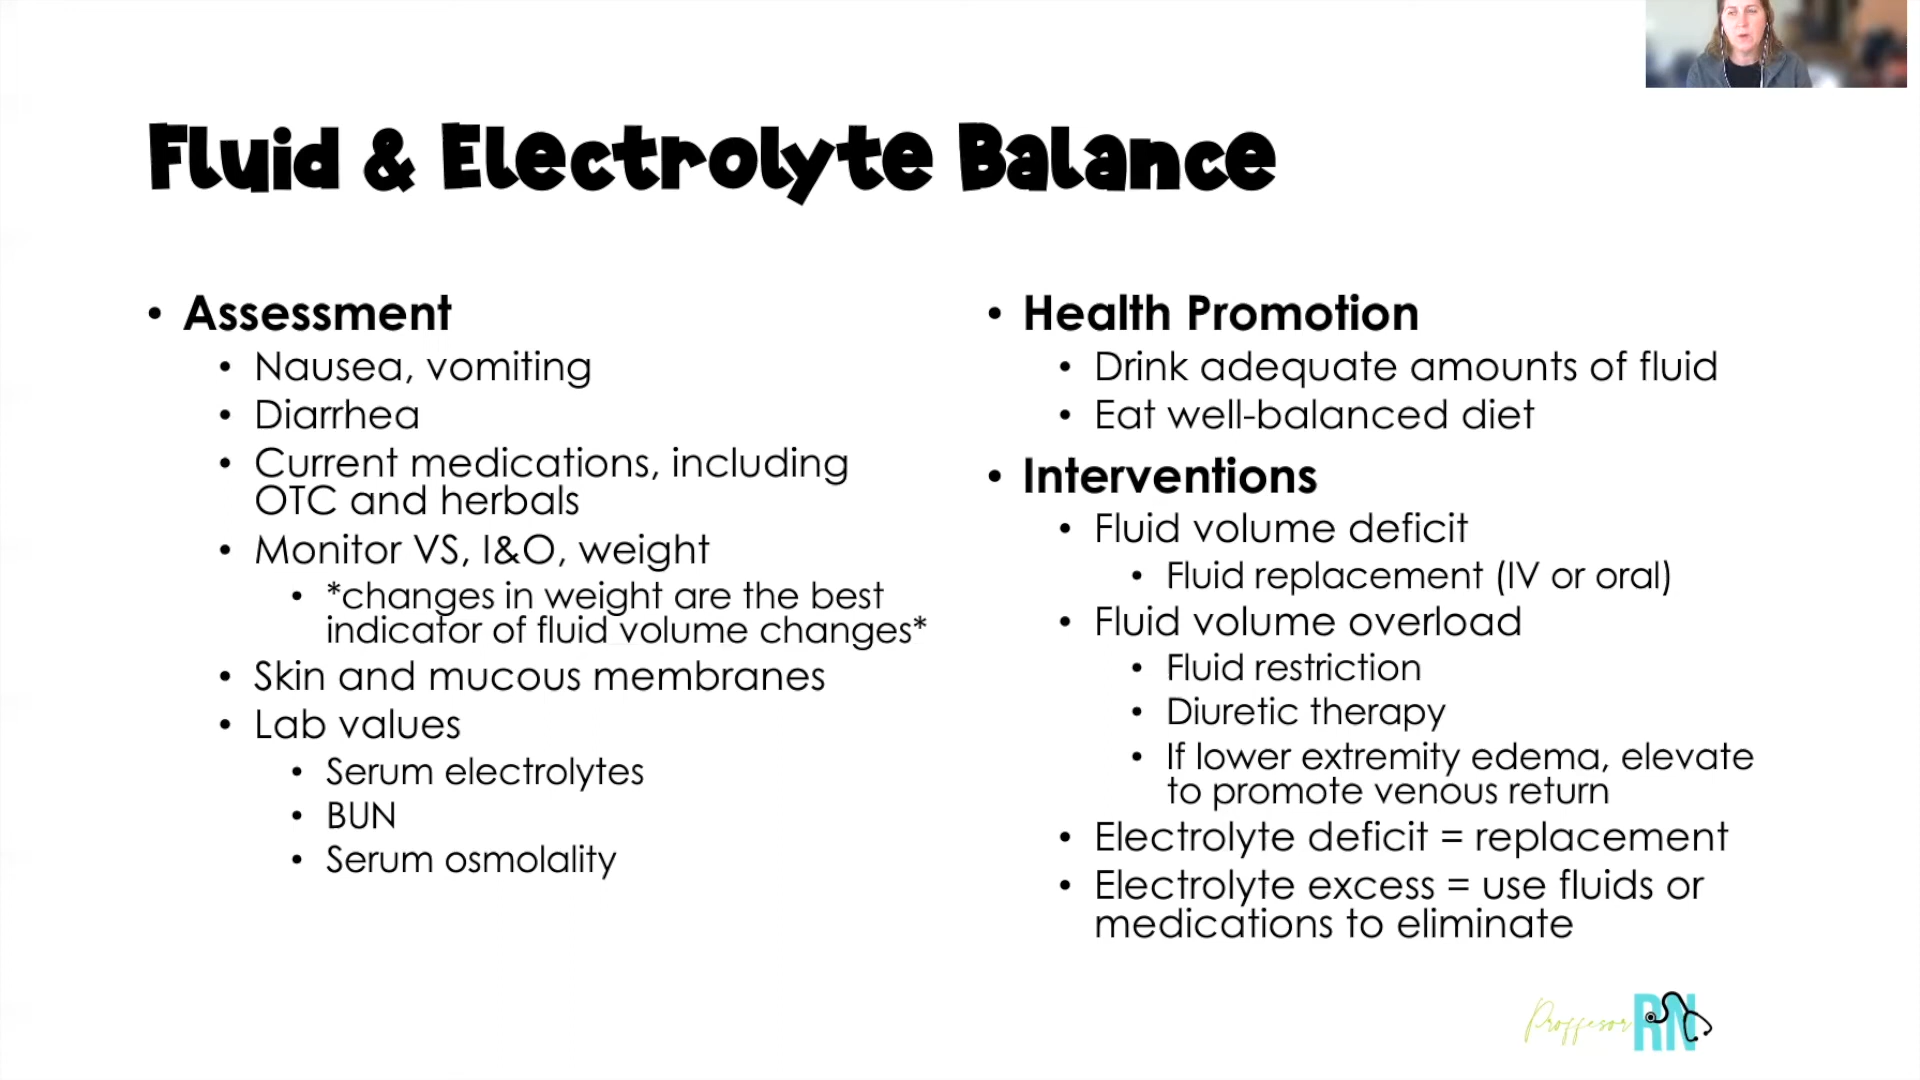 Fluid & Electrolyte Balance
• Assessment
• Nausea, vomiting
• Diarrhea
• Current medications, including
OTC and herbals
• Monitor VS, I&O, weight
• *changes in weight are the best
indicator of fluid volume changes*
• Skin and mucous membranes
• Lab values
• Serum electrolytes
• BUN
• Serum osmolality
• Health Promotion
• Drink adequate amounts of fluid
• Eat well-balanced diet
• Interventions
• Fluid volume deficit
• Fluid replacement (IV or oral)
• Fluid volume overload
• Fluid restriction
• Diuretic therapy
• If lower extremity edema, elevate
to promote venous return
• Electrolyte deficit = replacement
• Electrolyte excess = use fluids or
medications to eliminate
Proffesor RN